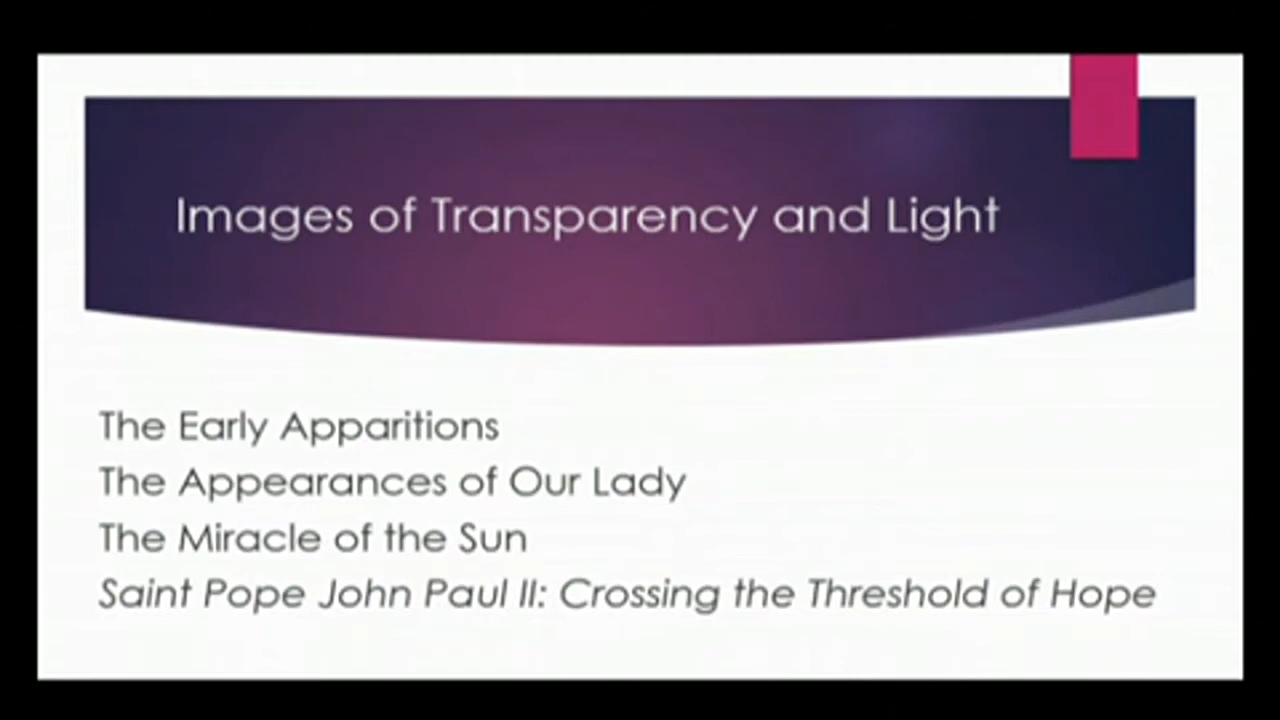 Images of Transparency and Light
The Early Apparitions
The Appearances of Our Lady
The Miracle of the Sun
Saint Pope John Paul II: Crossing the Threshold of Hope